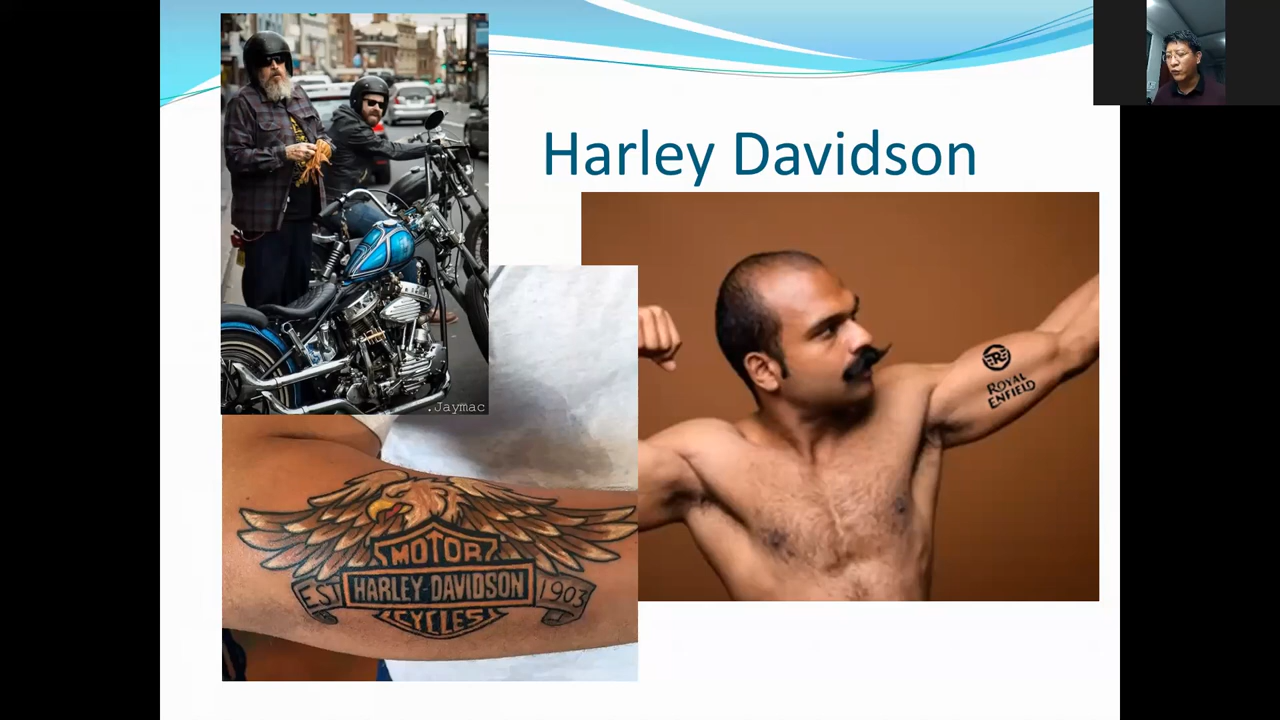 Harley Davidson
.Jaymac
RE
ROYAL
ENFIELD
MOTOR
HARLEY-DAVIDSON
EST 1903
CYCLES